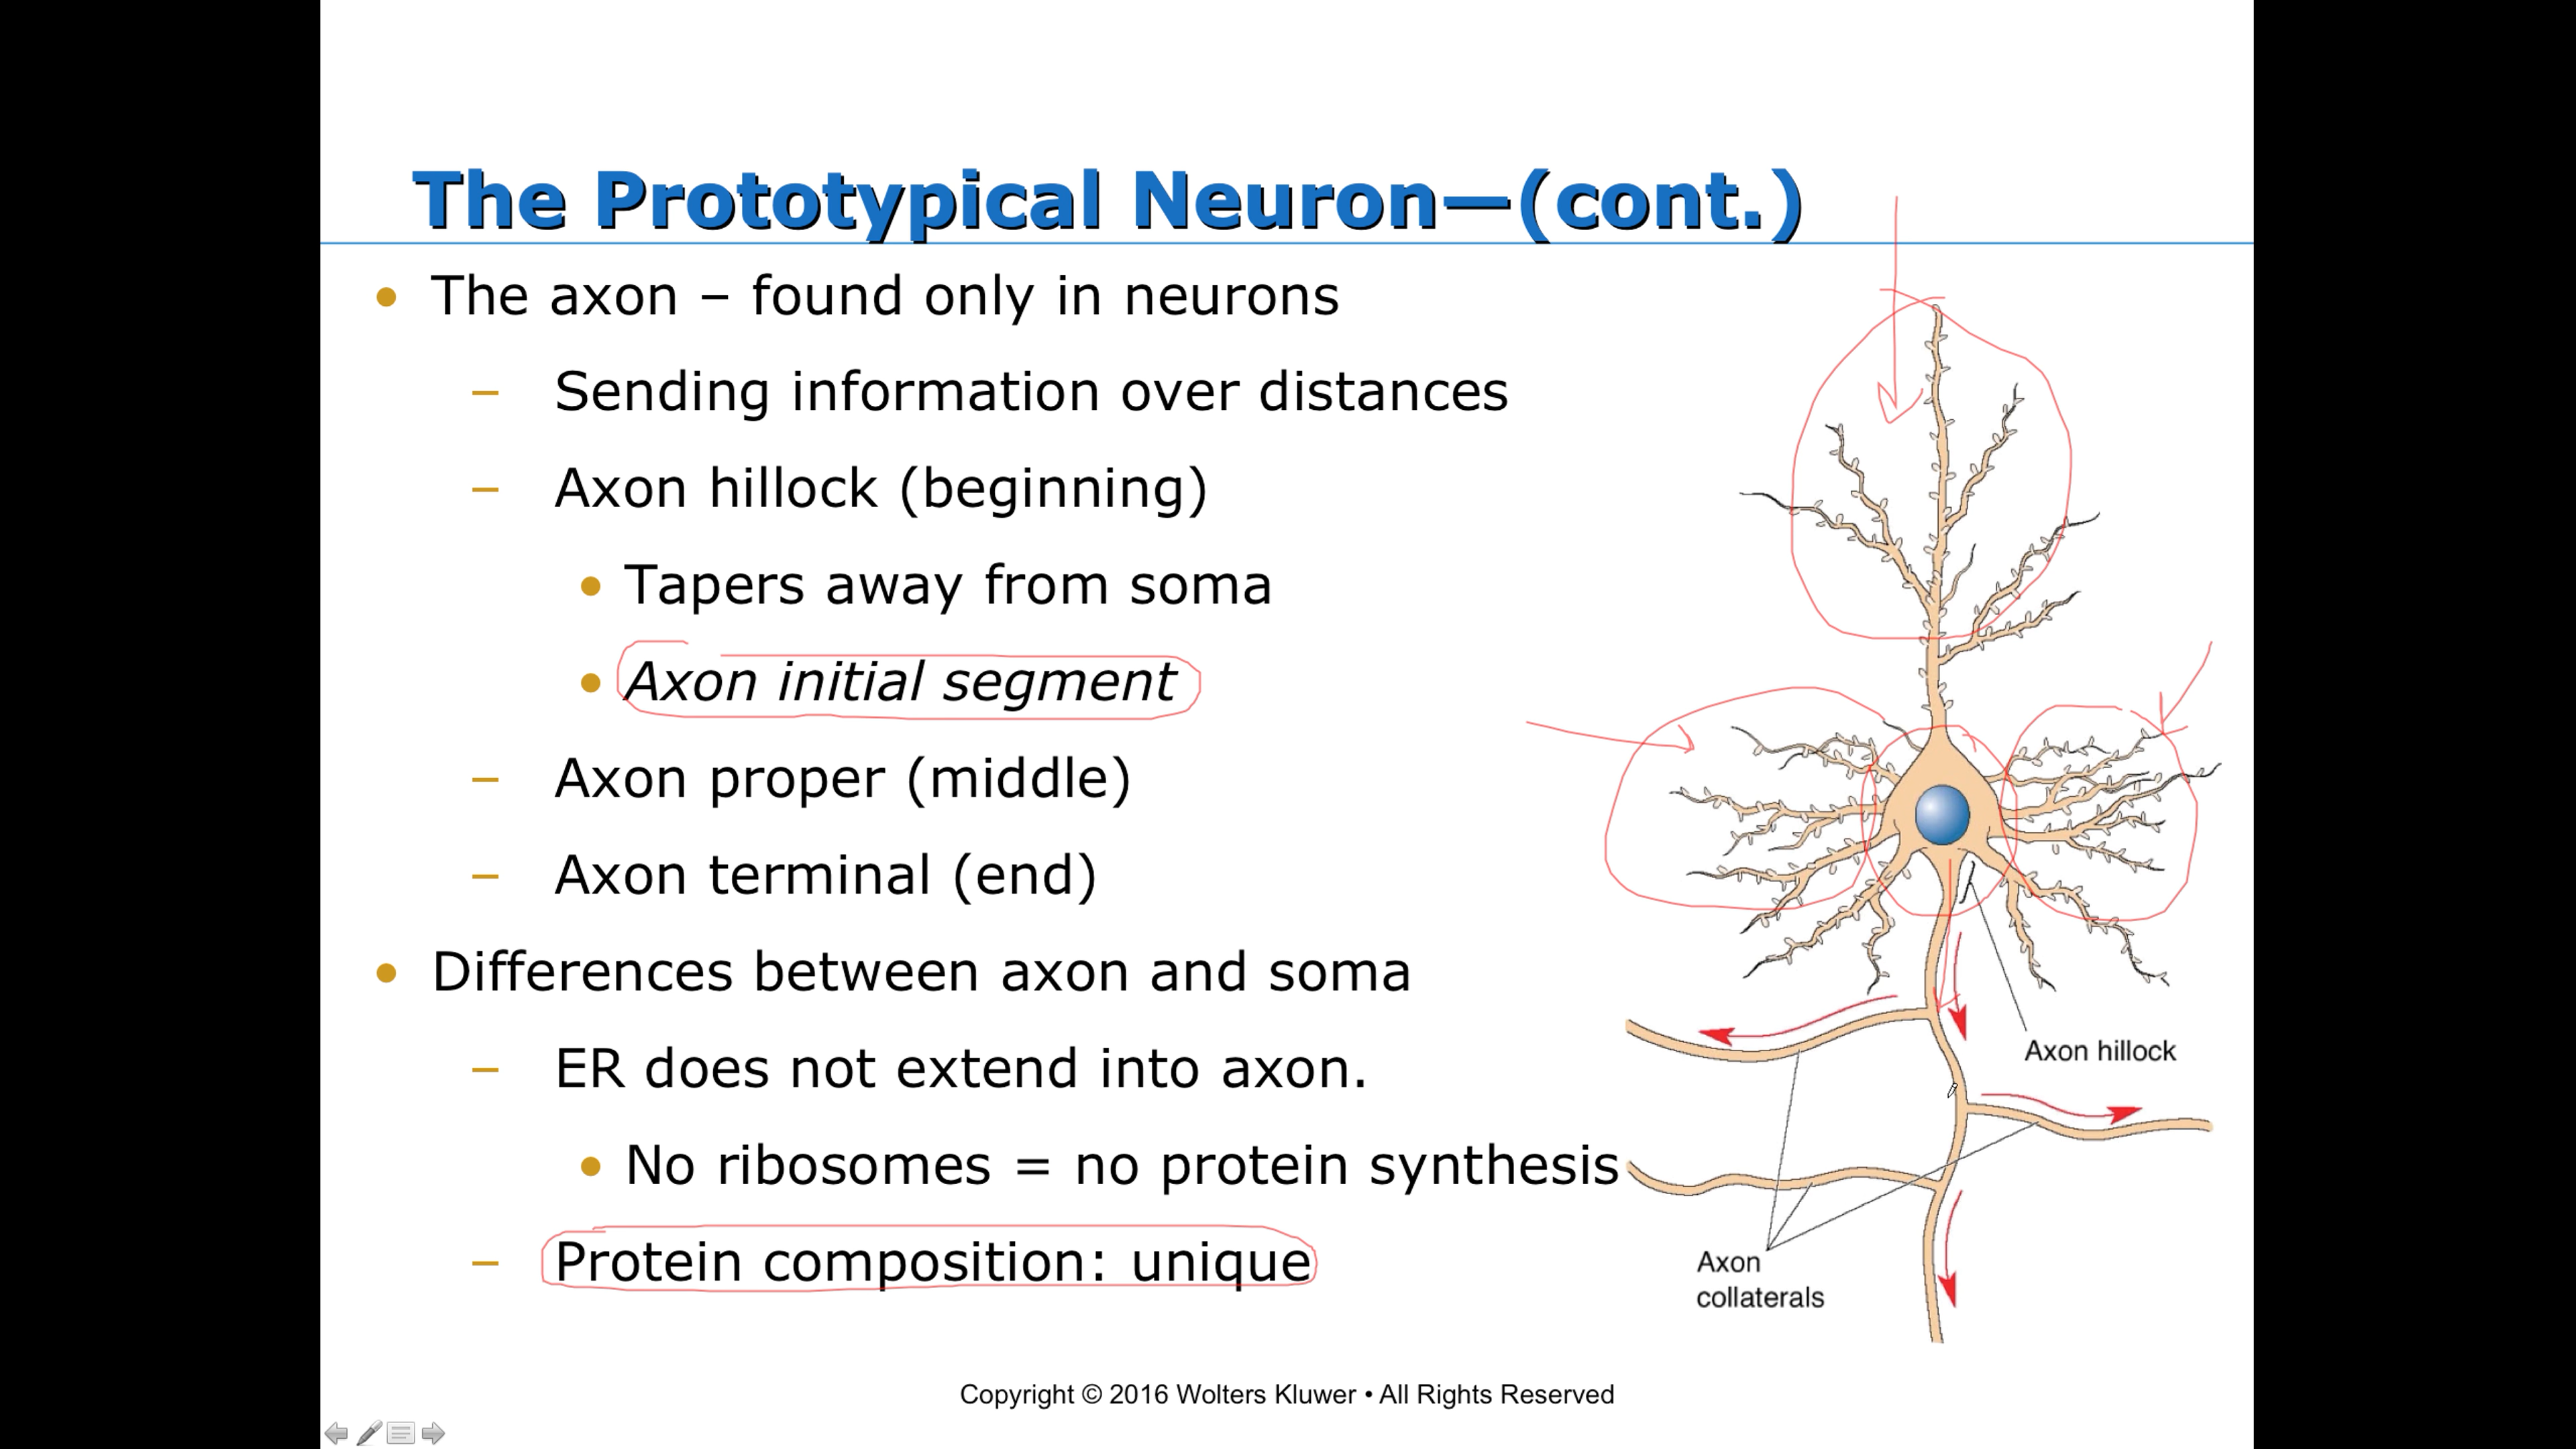 The Prototypical Neuron—(cont.)
• The axon – found only in neurons
– Sending information over distances
– Axon hillock (beginning)
• Tapers away from soma
• Axon initial segment
– Axon proper (middle)
– Axon terminal (end)
• Differences between axon and soma
– ER does not extend into axon.
• No ribosomes = no protein synthesis
– Protein composition: unique
Axon hillock
Axon
collaterals
Copyright © 2016 Wolters Kluwer • All Rights Reserved